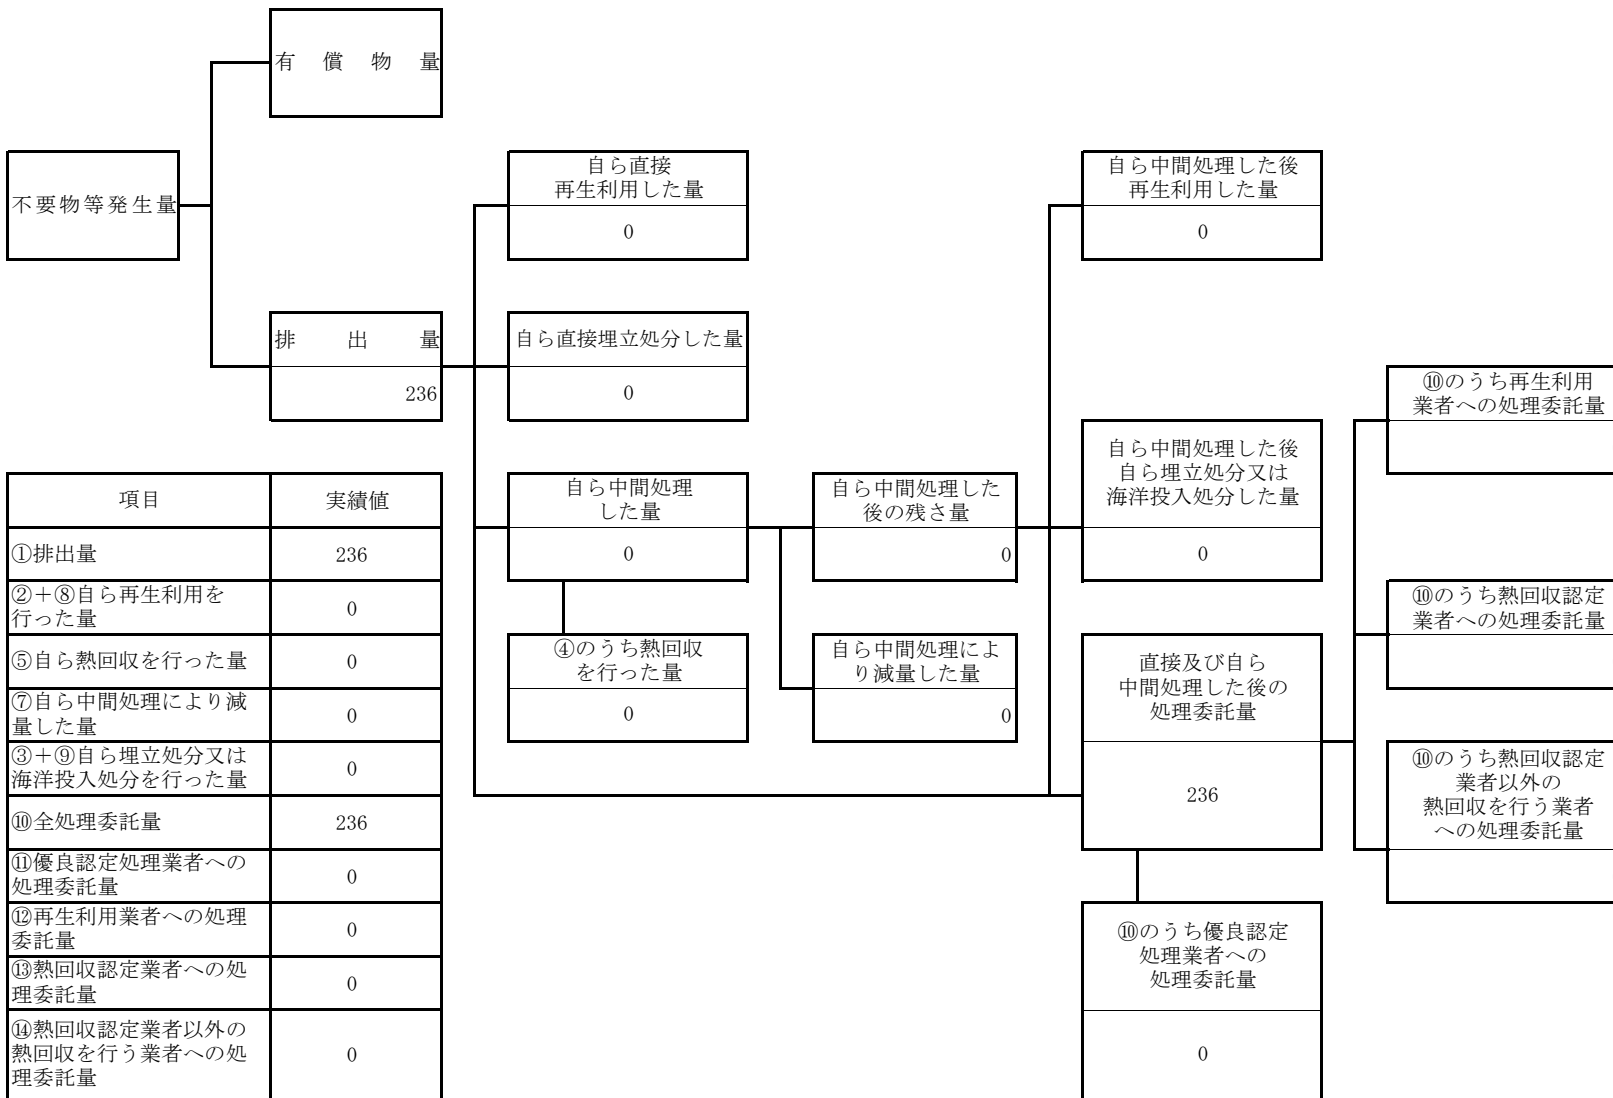 有償物量
不要物等発生量
排出量
236
自ら直接
再生利用した量
0
自ら直接埋立処分した量
0
自ら中間処理
した量
0
④のうち熱回収
を行った量
0
自ら中間処理した
後の残さ量
0
自ら中間処理によ
り減量した量
0
自ら中間処理した後
再生利用した量
0
自ら中間処理した後
自ら埋立処分又は
海洋投入処分した量
0
直接及び自ら
中間処理した後の
処理委託量
236
⑩のうち優良認定
処理業者への
処理委託量
0
⑩のうち再生利用
業者への処理委託量
⑩のうち熱回収認定
業者への処理委託量
⑩のうち熱回収認定
業者以外の
熱回収を行う業者
への処理委託量
項目 実績値
①排出量 236
②+⑧自ら再生利用を
行った量 0
⑤自ら熱回収を行った量 0
⑦自ら中間処理により減
量した量 0
③+⑨自ら埋立処分又は
海洋投入処分を行った量 0
⑩全処理委託量 236
⑪優良認定処理業者への
処理委託量 0
⑫再生利用業者への処理
委託量 0
⑬熱回収認定業者への処
理委託量 0
⑭熱回収認定業者以外の
熱回収を行う業者への処
理委託量 0